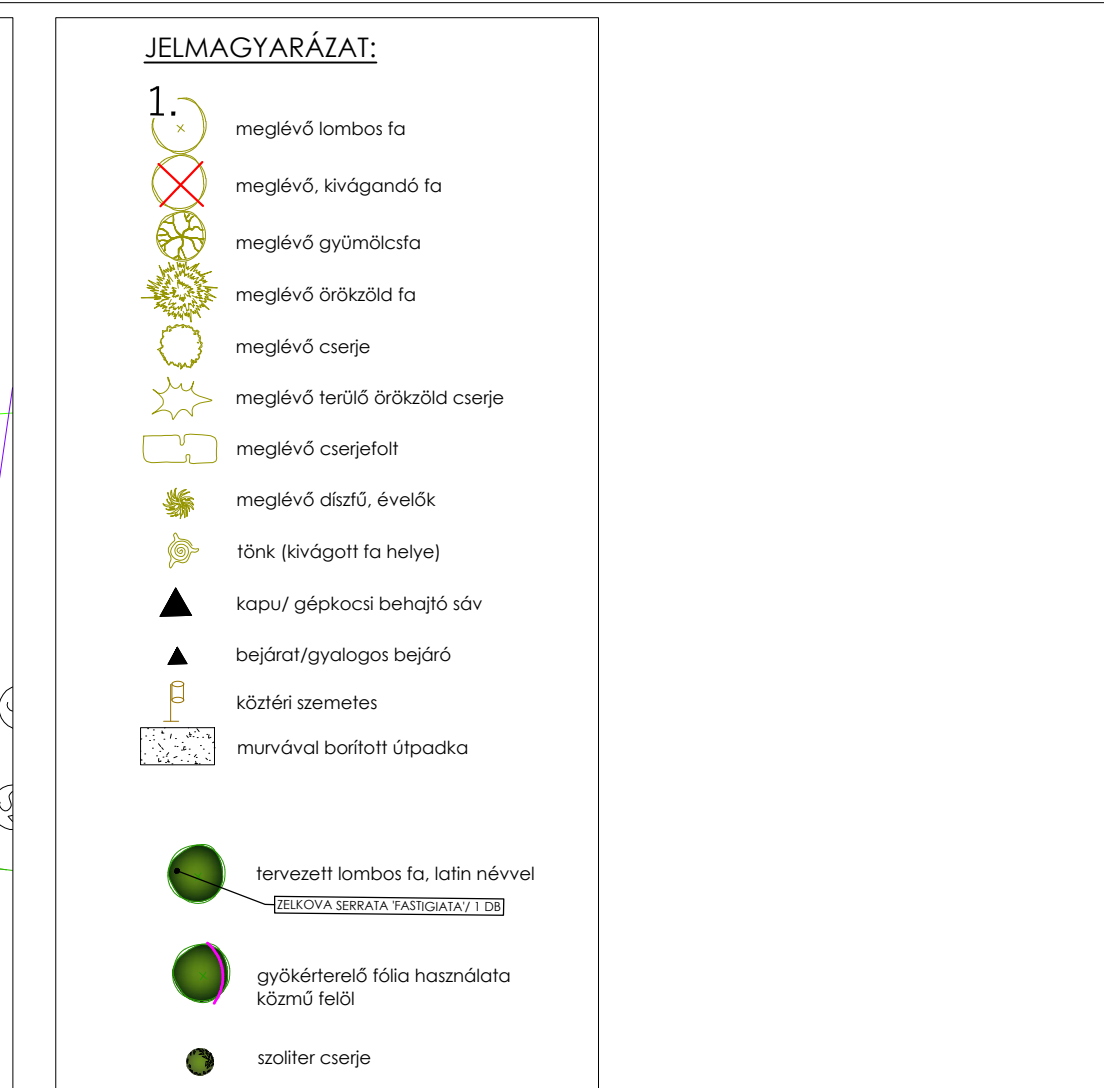 JELMAGYARÁZAT:
1.
meglévő lombos fa
meglévő, kivágandó fa
meglévő gyümölcsfa
meglévő örökzöld fa
meglévő cserje
meglévő terülő örökzöld cserje
meglévő cserjefolt
meglévő díszfű, évelők
tönk (kivágott fa helye)
kapu/ gépkocsi behajtó sáv
bejárat/gyalogos bejáró
köztéri szemetes
murvával borított útpadka
tervezett lombos fa, latin névvel
ZELKOVA SERRATA 'FASTIGIATA'/ 1 DB
gyökérterelő fólia használata
közmű felöl
szoliter cserje